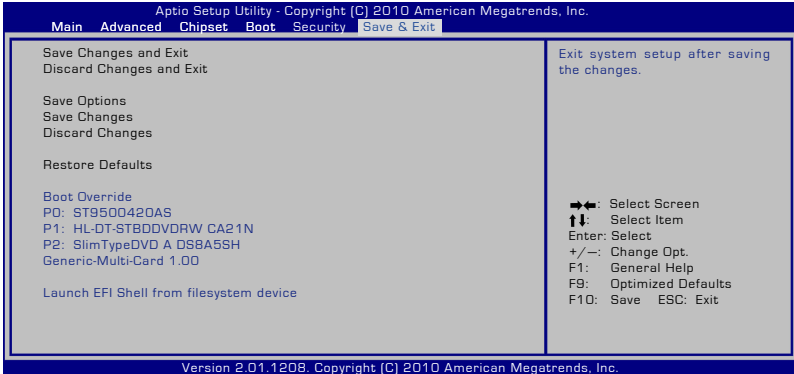 Aptio Setup Utility - Copyright (C) 2010 American Megatrends, Inc.
Main Advanced Chipset Boot Security Save & Exit
Save Changes and Exit
Discard Changes and Exit
Save Options
Save Changes
Discard Changes
Restore Defaults
Boot Override
P0: ST9500420AS
P1: HL-DT-STBDDVDRW CA21N
P2: SlimTypeDVD A DS8A5SH
Generic-Multi-Card 1.00
Launch EFI Shell from filesystem device
Exit system setup after saving
the changes.
→←: Select Screen
↑↓: Select Item
Enter: Select
+/—: Change Opt.
F1: General Help
F9: Optimized Defaults
F10: Save ESC: Exit
Version 2.01.1208. Copyright (C) 2010 American Megatrends, Inc.